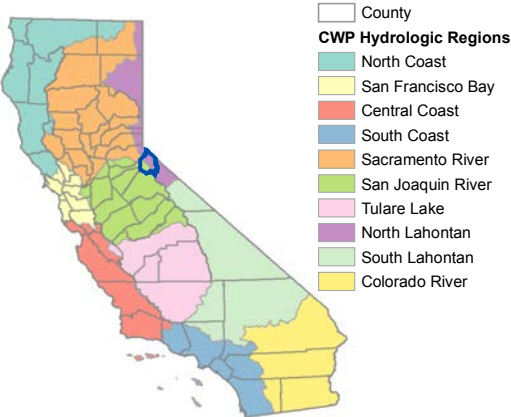 County
CWP Hydrologic Regions
North Coast
San Francisco Bay
Central Coast
South Coast
Sacramento River
San Joaquin River
Tulare Lake
North Lahontan
South Lahontan
Colorado River